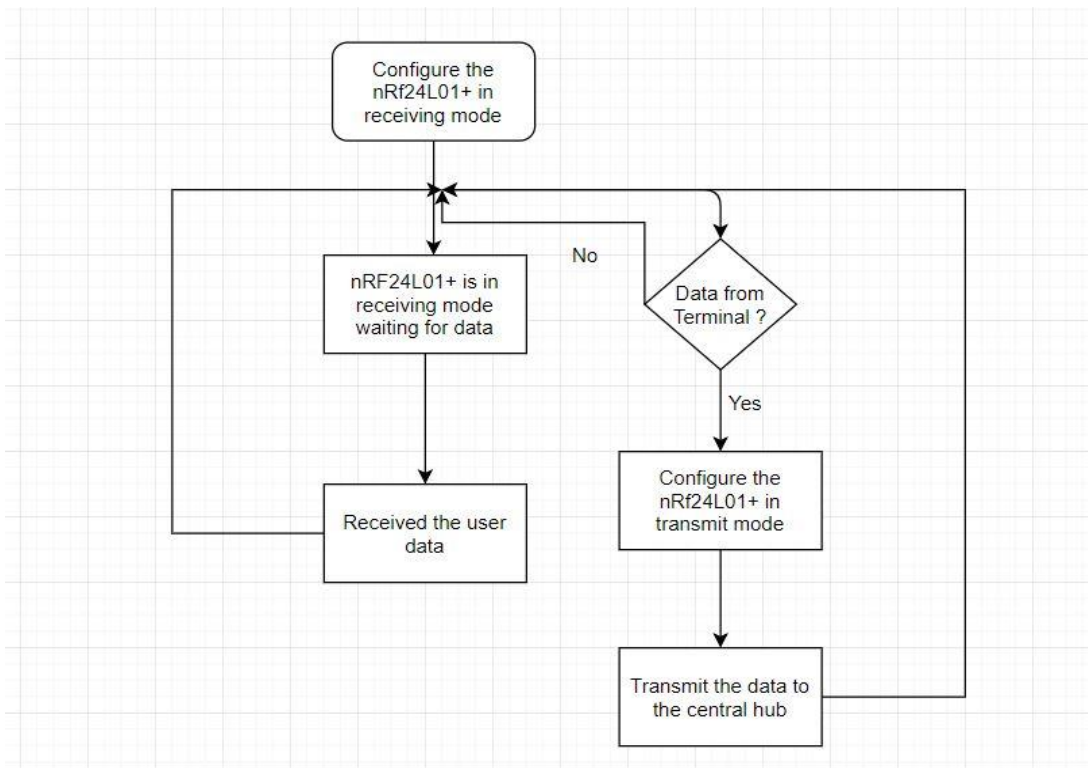 Configure the
nRf24L01+ in
receiving mode
No
nRF24L01+ is in
receiving mode
waiting for data
Data from
Terminal ?
Yes
Configure the
nRf24L01+ in
transmit mode
Received the user
data
Transmit the data to
the central hub